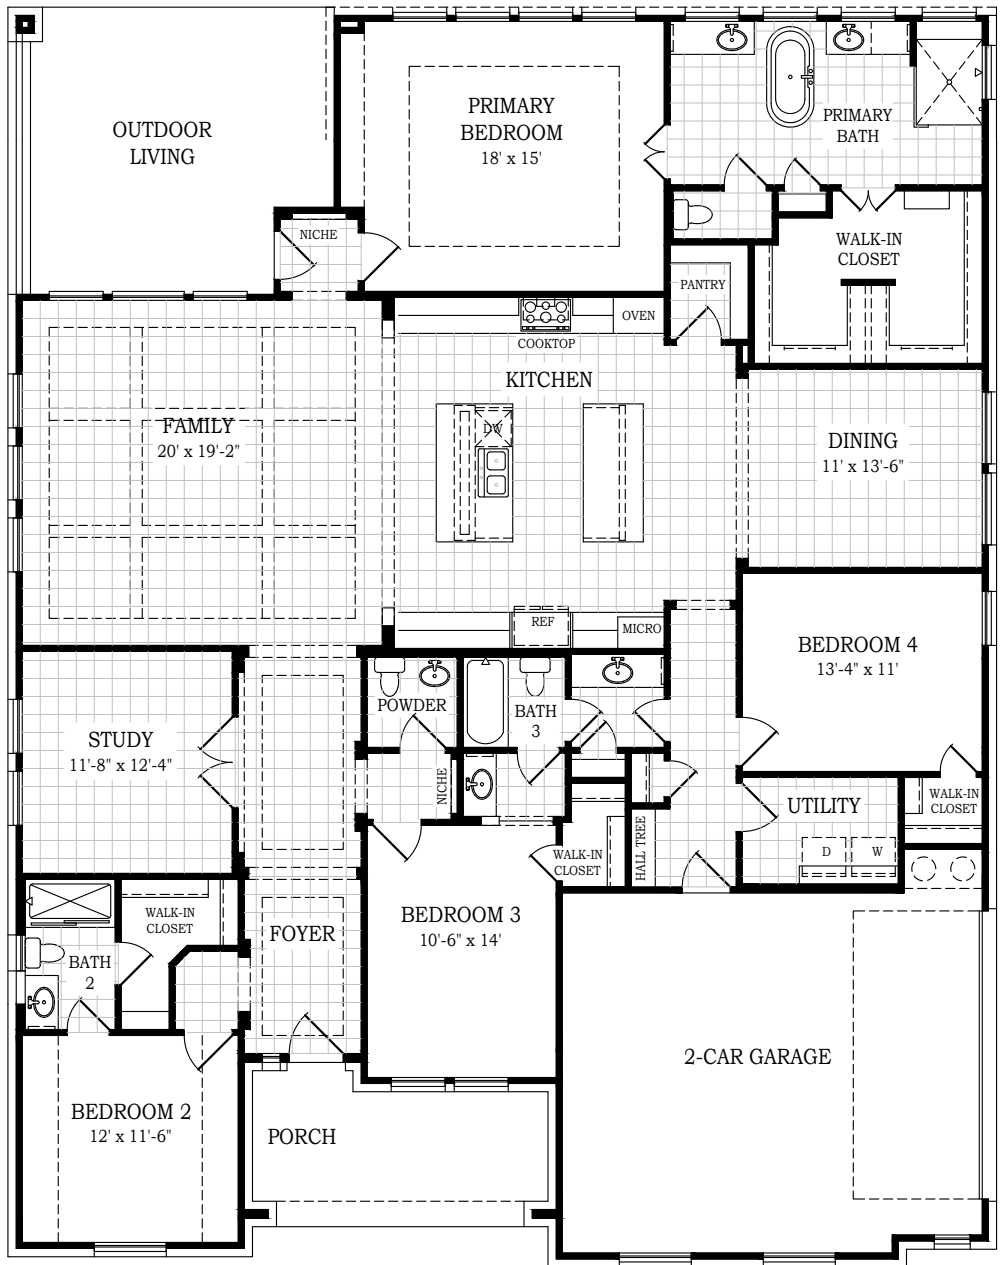 OUTDOOR
LIVING
PRIMARY
BEDROOM
18' x 15'
PRIMARY
BATH
NICHE
WALK-IN
CLOSET
PANTRY
OVEN
COOKTOP
KITCHEN
FAMILY
20' x 19'-2"
DW
DINING
11' x 13'-6"
REF
MICRO
BEDROOM 4
13'-4" x 11'
POWDER
BATH
3
STUDY
11'-8" x 12'-4"
NICHE
UTILITY
WALK-IN
CLOSET
HALL TREE
D
W
WALK-IN
CLOSET
WALK-IN
CLOSET
BEDROOM 3
10'-6" x 14'
FOYER
BATH
2
2-CAR GARAGE
BEDROOM 2
12' x 11'-6"
PORCH